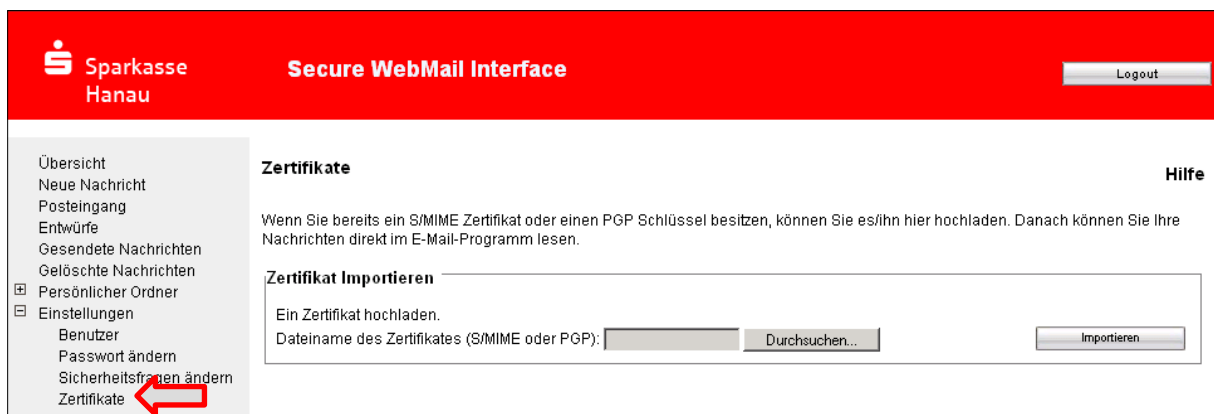 Sparkasse
Hanau
Secure WebMail Interface
Logout
Übersicht
Neue Nachricht
Posteingang
Entwürfe
Gesendete Nachrichten
Gelöschte Nachrichten
Persönlicher Ordner
Einstellungen
Benutzer
Passwort ändern
Sicherheitsfragen ändern
Zertifikate
Zertifikate
Hilfe
Wenn Sie bereits ein S/MIME Zertifikat oder einen PGP Schlüssel besitzen, können Sie es/ihn hier hochladen. Danach können Sie Ihre
Nachrichten direkt im E-Mail-Programm lesen.
Zertifikat Importieren
Ein Zertifikat hochladen.
Dateiname des Zertifikates (S/MIME oder PGP):
Durchsuchen...
Importieren